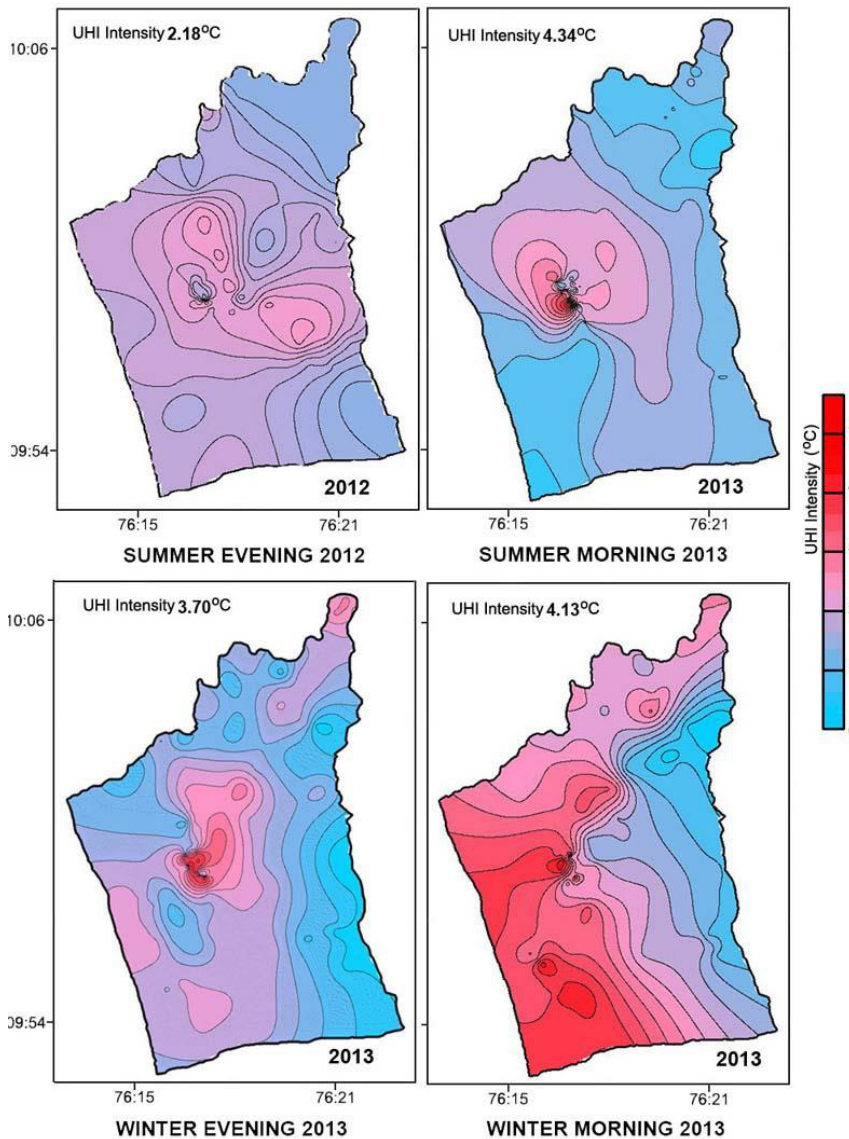 UHI Intensity 2.18°C
10:06
09:54
2012
76:15 76:21
SUMMER EVENING 2012
UHI Intensity 4.34°C
2013
76:15 76:21
SUMMER MORNING 2013
UHI Intensity (°C)
UHI Intensity 3.70°C
10:06
09:54
2013
76:15 76:21
WINTER EVENING 2013
UHI Intensity 4.13°C
2013
76:15 76:21
WINTER MORNING 2013